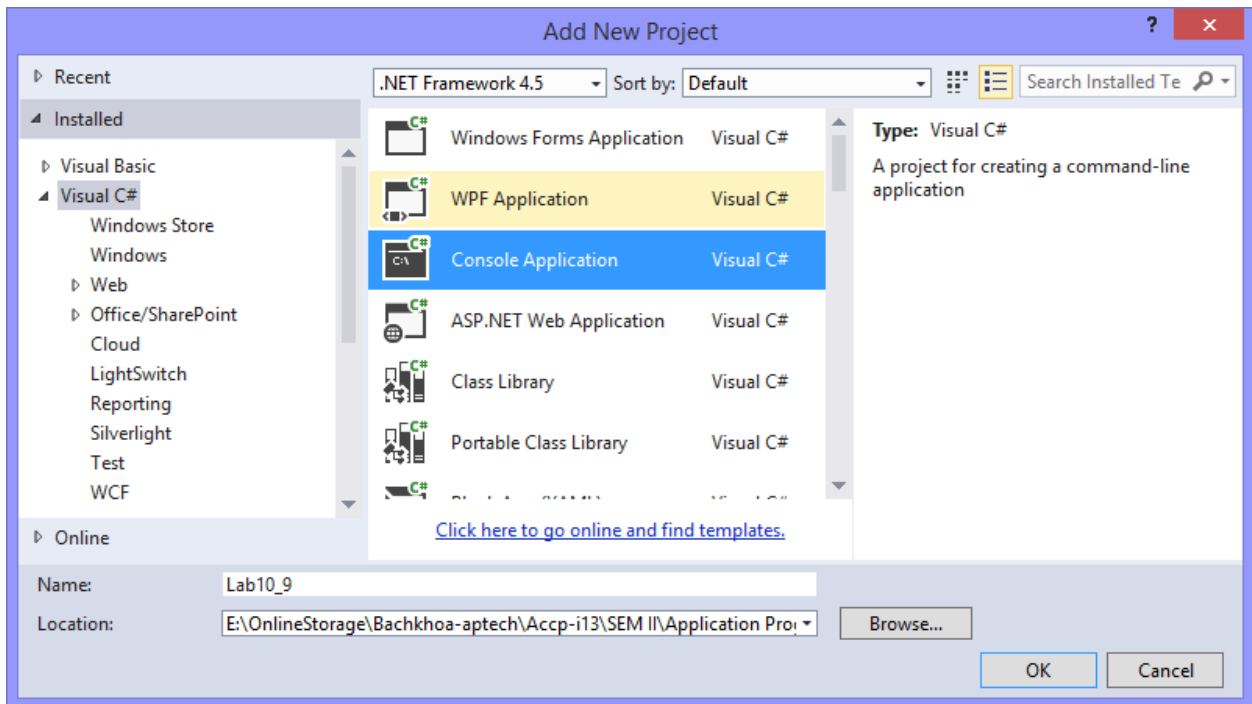 Add New Project
?
Recent
.NET Framework 4.5
Sort by:
Default
Search Installed Te
Installed
Visual Basic
Visual C#
Windows Store
Windows
Web
Office/SharePoint
Cloud
LightSwitch
Reporting
Silverlight
Test
WCF
Online
Windows Forms Application Visual C#
WPF Application Visual C#
Console Application Visual C#
ASP.NET Web Application Visual C#
Class Library Visual C#
Portable Class Library Visual C#
Click here to go online and find templates.
Type: Visual C#
A project for creating a command-line
application
Name: Lab10_9
Location: E:\OnlineStorage\Bachkhoa-aptech\Accp-i13\SEM II\Application
Browse...
OK Cancel